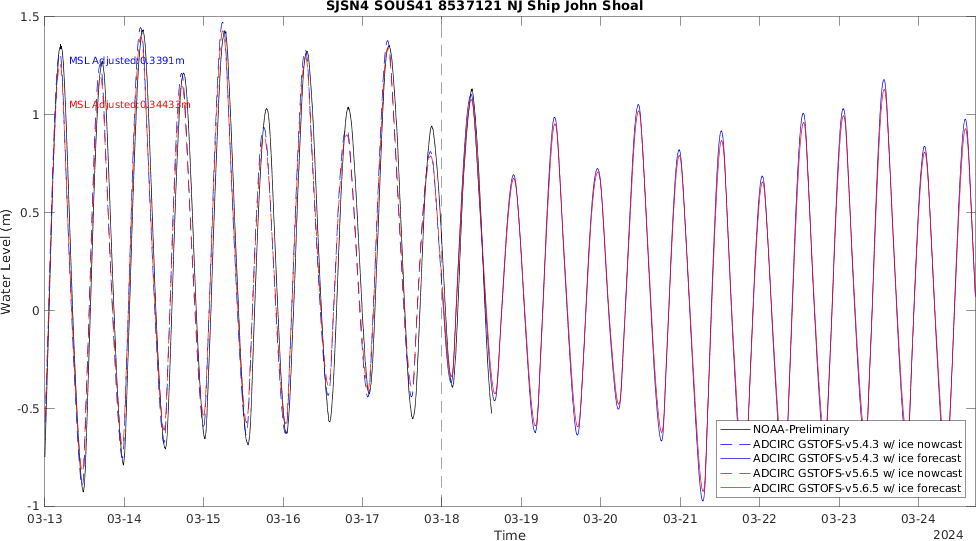 SJSN4 SOUS41 8537121 NJ Ship John Shoal
1.5
MSL Adjusted:0.3391m
MSL Adjusted:0.34433m
1
0.5
0
-0.5
-1
Water Level (m)
NOAA-Preliminary
ADCIRC GSTOFS-v5.4.3 w/ ice nowcast
ADCIRC GSTOFS-v5.4.3 w/ ice forecast
ADCIRC GSTOFS-v5.6.5 w/ ice nowcast
ADCIRC GSTOFS-v5.6.5 w/ ice forecast
03-13 03-14 03-15 03-16 03-17 03-18 03-19 03-20 03-21 03-22 03-23 03-24
Time
2024